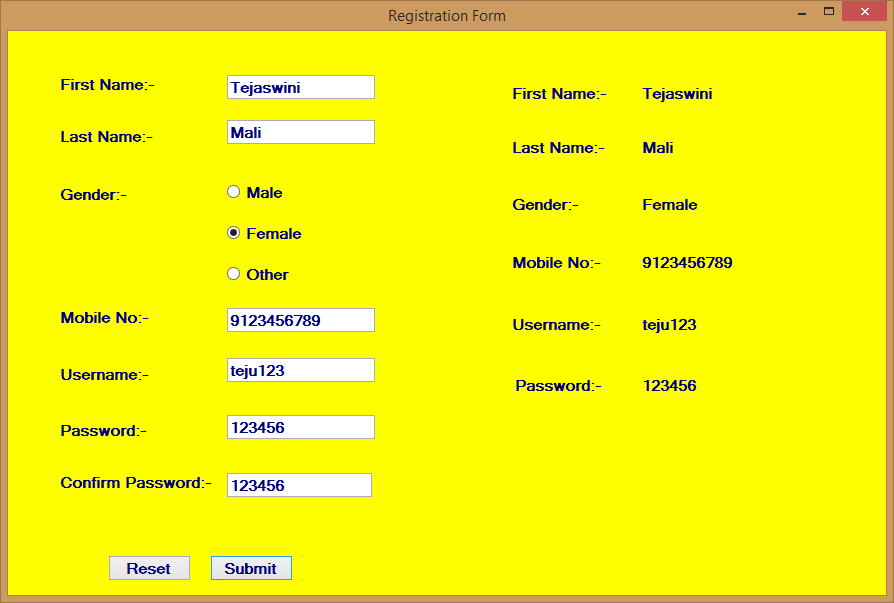 Registration Form
First Name:- Tejaswini
Last Name:- Mali
Gender:- Male
Female
Other
Mobile No:- 9123456789
Username:- teju123
Password:- 123456
Confirm Password:- 123456
Reset Submit
First Name:- Tejaswini
Last Name:- Mali
Gender:- Female
Mobile No:- 9123456789
Username:- teju123
Password:- 123456